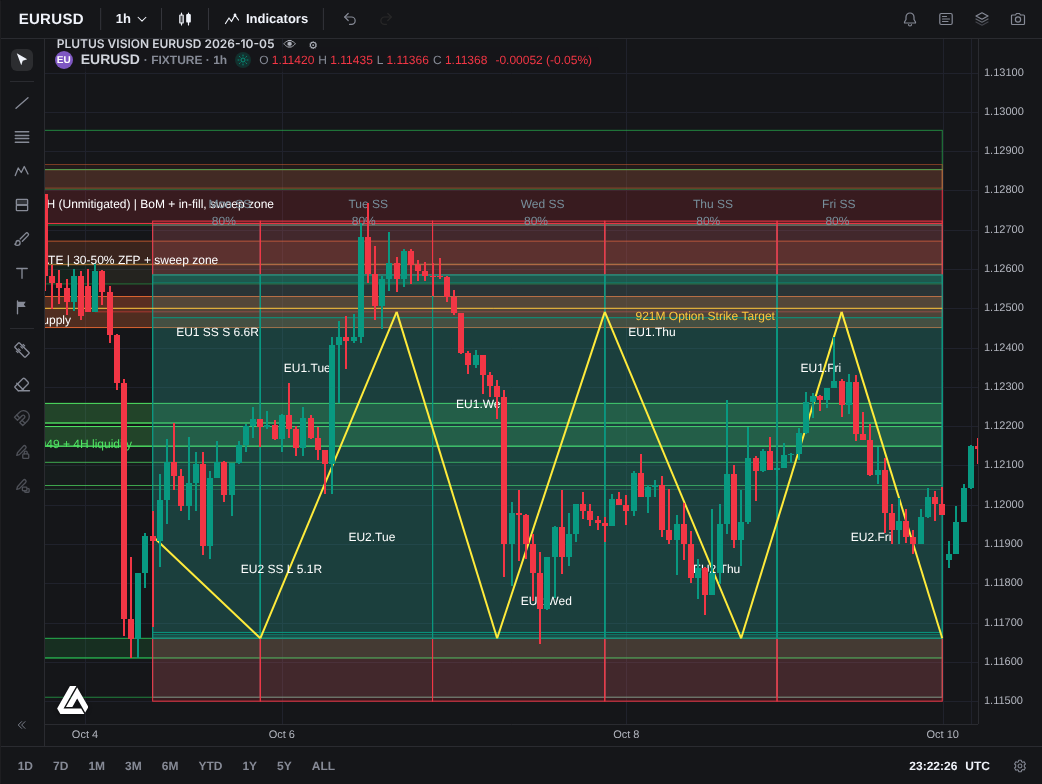 EURUSD 1h Indicators
PLUTUS VISION EURUSD 2026-10-05
EU EURUSD · FIXTURE · 1h O 1.11420 H 1.11435 L 1.11366 C 1.11368 -0.00052 (-0.05%)
1.13100
1.13000
1.12900
1.12800
1.12700
1.12600
1.12500
1.12400
1.12300
1.12200
1.12100
1.12000
1.11900
1.11800
1.11700
1.11600
1.11500
H (Unmitigated) | BoM + in-fill, sweep zone
Mon SS
80%
Tue SS
80%
Wed SS
80%
Thu SS
80%
Fri SS
80%
TE | 30-50% ZFP + sweep zone
upply
921M Option Strike Target
EU1 SS S 6.6R
EU1.Thu
EU1.Tue
EU1.Fri
EU1.We
49 + 4H liquidity
EU2.Tue
EU2.Fri
EU2 SS L 5.1R
EU2.Thu
EU2.Wed
Oct 4 Oct 6 Oct 8 Oct 10
1D 7D 1M 3M 6M YTD 1Y 5Y ALL
23:22:26 UTC